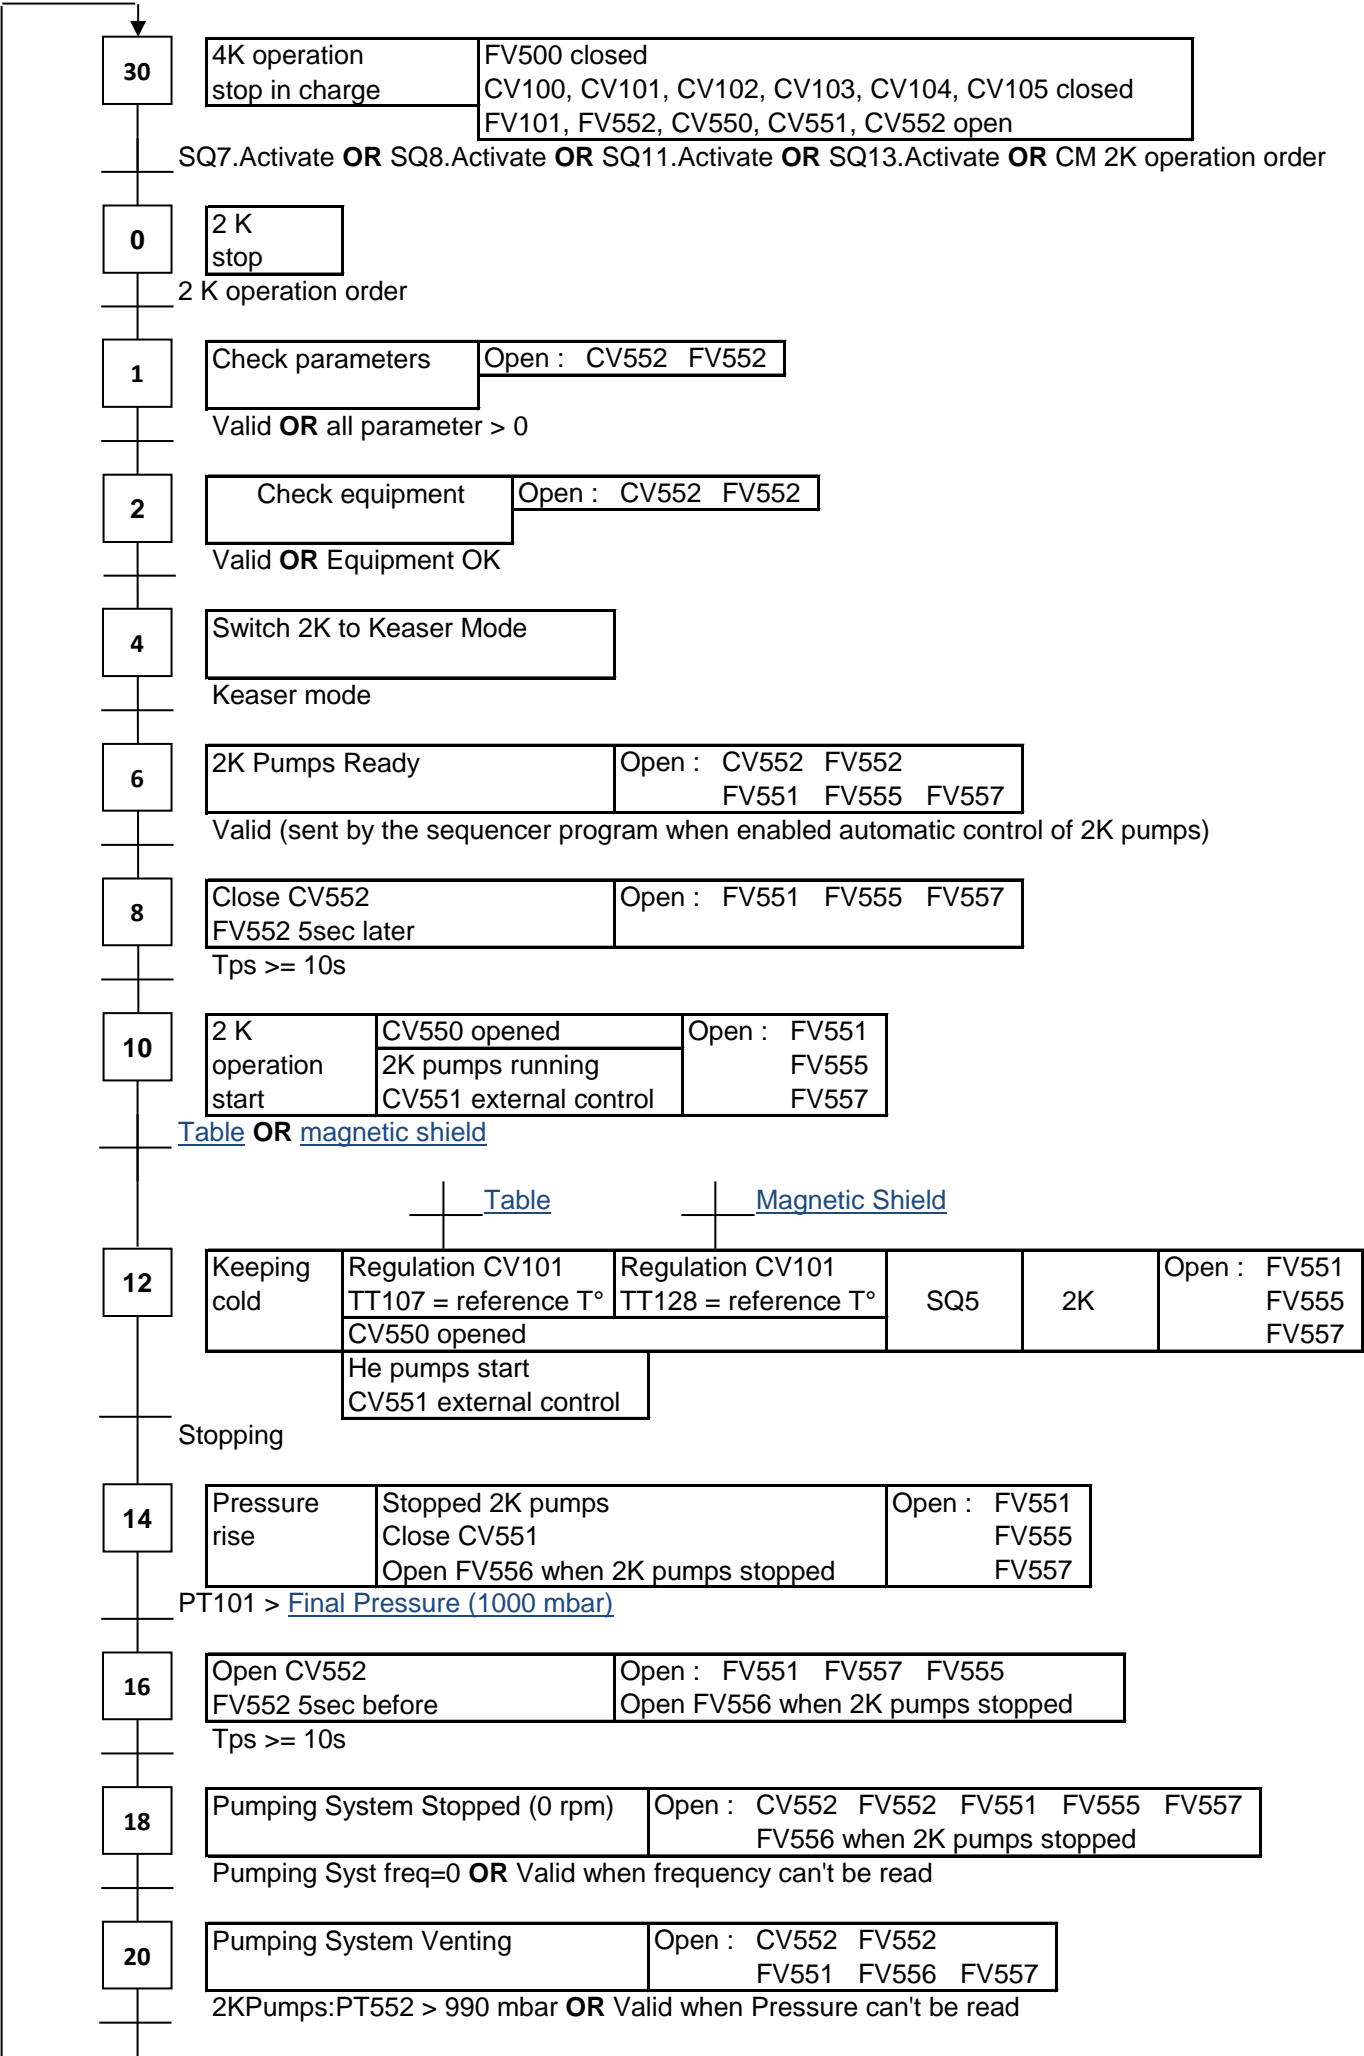 30
4K operation
stop in charge
FV500 closed
CV100, CV101, CV102, CV103, CV104, CV105 closed
FV101, FV552, CV550, CV551, CV552 open
SQ7.Activate OR SQ8.Activate OR SQ11.Activate OR SQ13.Activate OR CM 2K operation order
0
2 K
stop
2 K operation order
1
Check parameters
Open : CV552 FV552
Valid OR all parameter > 0
2
Check equipment
Open : CV552 FV552
Valid OR Equipment OK
4
Switch 2K to Keaser Mode
Keaser mode
6
2K Pumps Ready
Open : CV552 FV552
FV551 FV555 FV557
Valid (sent by the sequencer program when enabled automatic control of 2K pumps)
8
Close CV552
FV552 5sec later
Open : FV551 FV555 FV557
Tps >= 10s
10
2 K
operation
start
CV550 opened
2K pumps running
CV551 external control
Open : FV551
FV555
FV557
Table OR magnetic shield
Table
Magnetic Shield
12
Keeping
cold
Regulation CV101
TT107 = reference T°
Regulation CV101
TT128 = reference T°
CV550 opened
He pumps start
CV551 external control
SQ5
2K
Open : FV551
FV555
FV557
Stopping
14
Pressure
rise
Stopped 2K pumps
Close CV551
Open FV556 when 2K pumps stopped
Open : FV551
FV555
FV557
PT101 > Final Pressure (1000 mbar)
16
Open CV552
FV552 5sec before
Open : FV551 FV557 FV555
Open FV556 when 2K pumps stopped
Tps >= 10s
18
Pumping System Stopped (0 rpm)
Open : CV552 FV552 FV551 FV555 FV557
FV556 when 2K pumps stopped
Pumping Syst freq=0 OR Valid when frequency can't be read
20
Pumping System Venting
Open : CV552 FV552
FV551 FV556 FV557
2KPumps:PT552 > 990 mbar OR Valid when Pressure can't be read